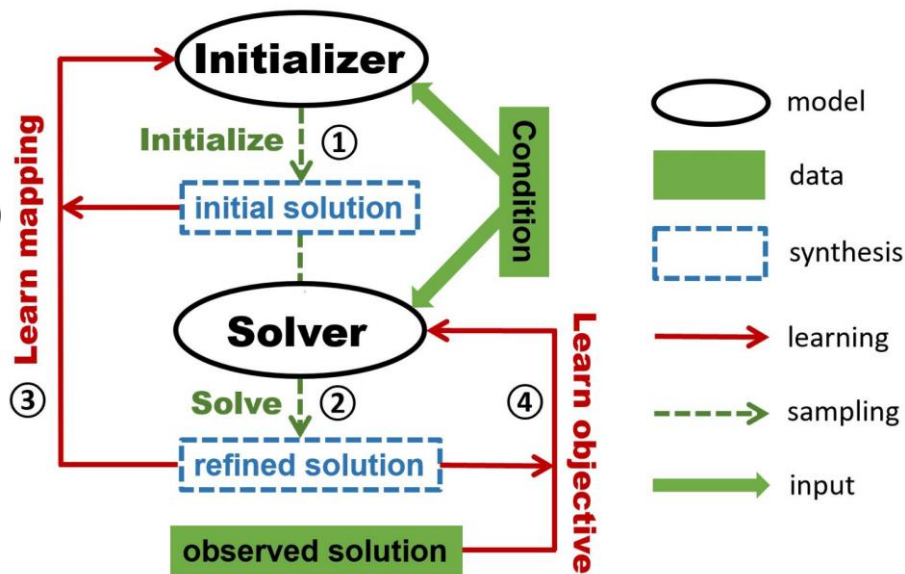 Initializer
Initialize ①
initial solution
Condition
Learn mapping
③
Solver
Solve ②
④
refined solution
Learn objective
observed solution
model
data
synthesis
learning
sampling
input